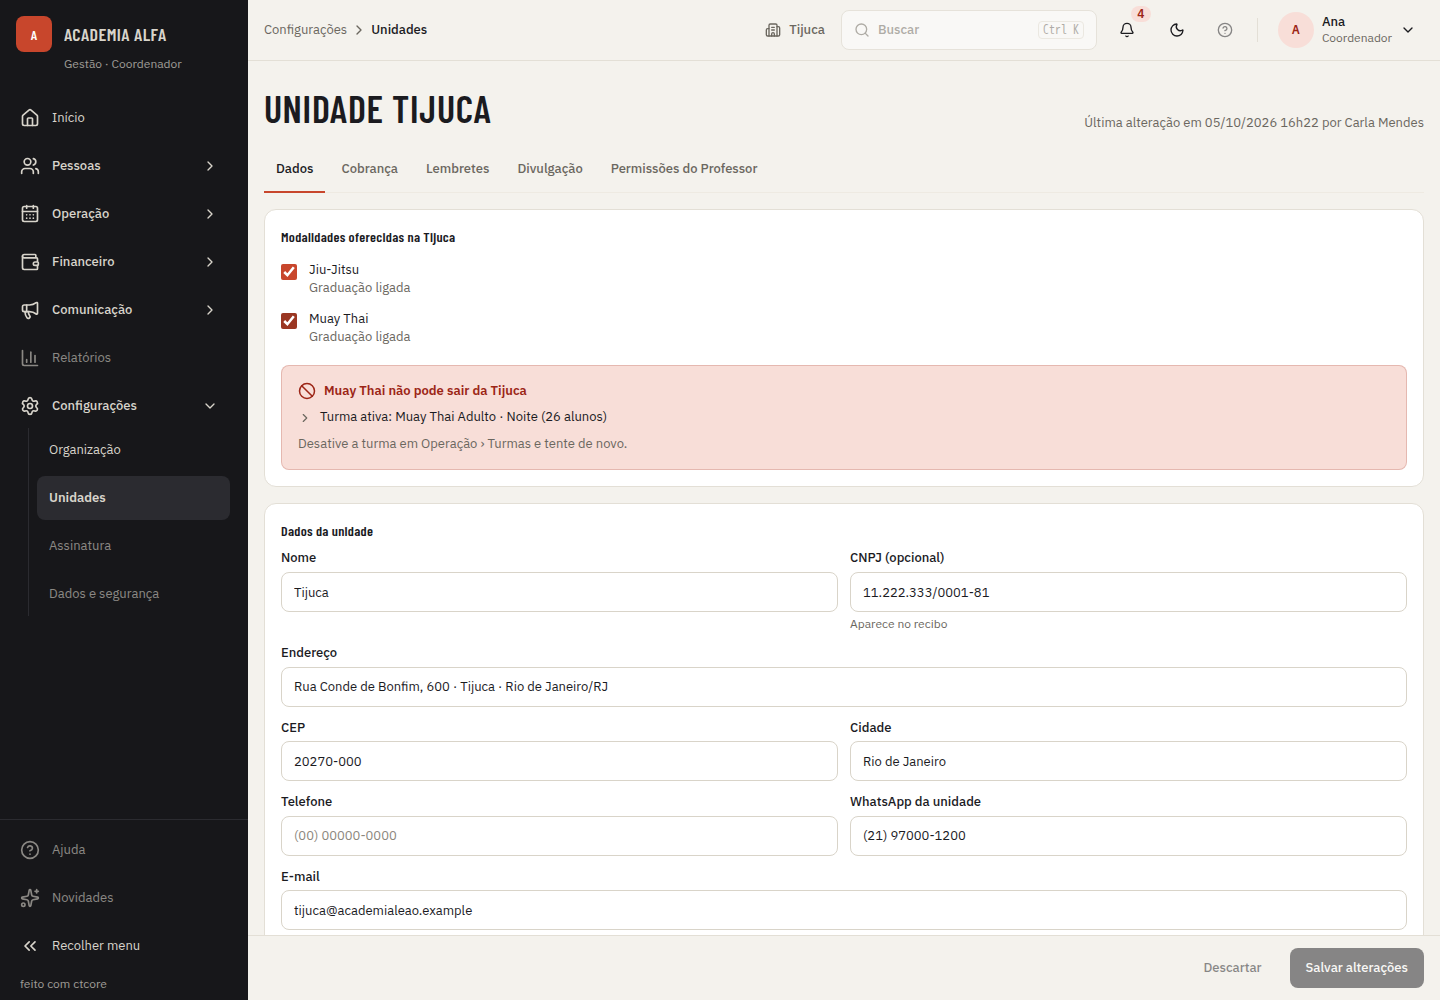 A
ACADEMIA ALFA
Gestão · Coordenador
Início
Pessoas
Operação
Financeiro
Comunicação
Relatórios
Configurações
Organização
Unidades
Assinatura
Dados e segurança
Ajuda
Novidades
Recolher menu
feito com ctcore
Configurações
Unidades
Tijuca
Buscar
Ctrl K
4
A
Ana
Coordenador
UNIDADE TIJUCA
Última alteração em 05/10/2026 16h22 por Carla Mendes
Dados
Cobrança
Lembretes
Divulgação
Permissões do Professor
Modalidades oferecidas na Tijuca
Jiu-Jitsu
Graduação ligada
Muay Thai
Graduação ligada
Muay Thai não pode sair da Tijuca
Turma ativa: Muay Thai Adulto · Noite (26 alunos)
Desative a turma em Operação › Turmas e tente de novo.
Dados da unidade
Nome
CNPJ (opcional)
Tijuca
11.222.333/0001-81
Aparece no recibo
Endereço
Rua Conde de Bonfim, 600 · Tijuca · Rio de Janeiro/RJ
CEP
Cidade
20270-000
Rio de Janeiro
Telefone
WhatsApp da unidade
(00) 00000-0000
(21) 97000-1200
E-mail
tijuca@academialeao.example
Descartar
Salvar alterações